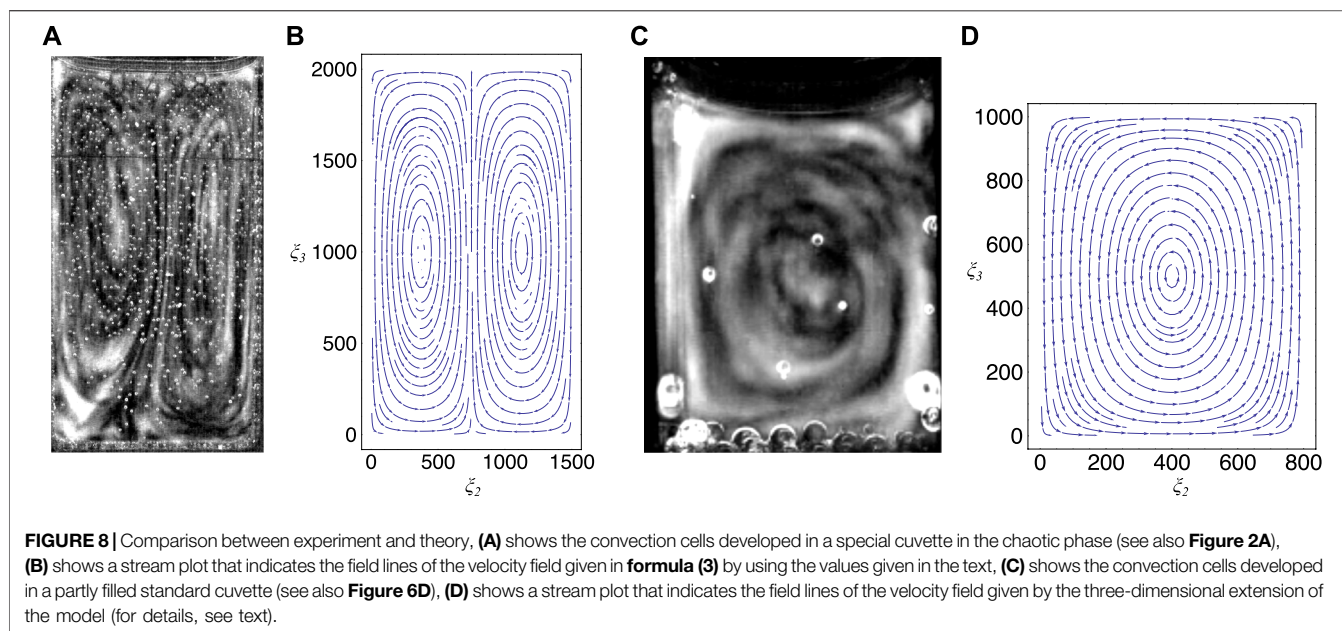 A
B
C
D
2000
1500
1000
500
0
ξ3
0 500 1000 1500
ξ2
1000
800
600
400
200
0
ξ3
0 200 400 600 800
ξ2
FIGURE 8 | Comparison between experiment and theory, (A) shows the convection cells developed in a special cuvette in the chaotic phase (see also Figure 2A),
(B) shows a stream plot that indicates the field lines of the velocity field given in formula (3) by using the values given in the text, (C) shows the convection cells developed
in a partly filled standard cuvette (see also Figure 6D), (D) shows a stream plot that indicates the field lines of the velocity field given by the three-dimensional extension of
the model (for details, see text).